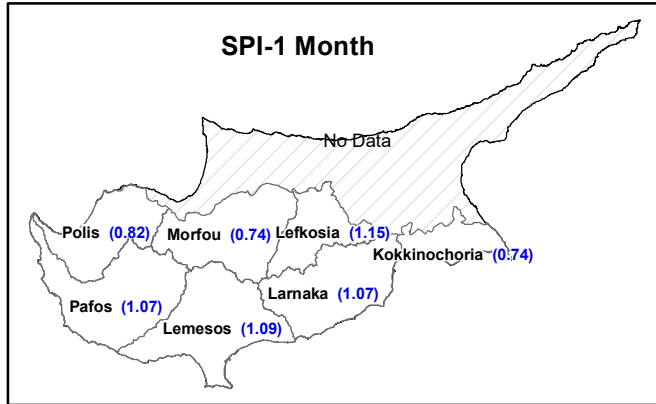 SPI-1 Month
No Data
Polis (0.82)
Morfou (0.74)
Lefkosia (1.15)
Kokkinochoria (0.74)
Pafos (1.07)
Larnaka (1.07)
Lemesos (1.09)